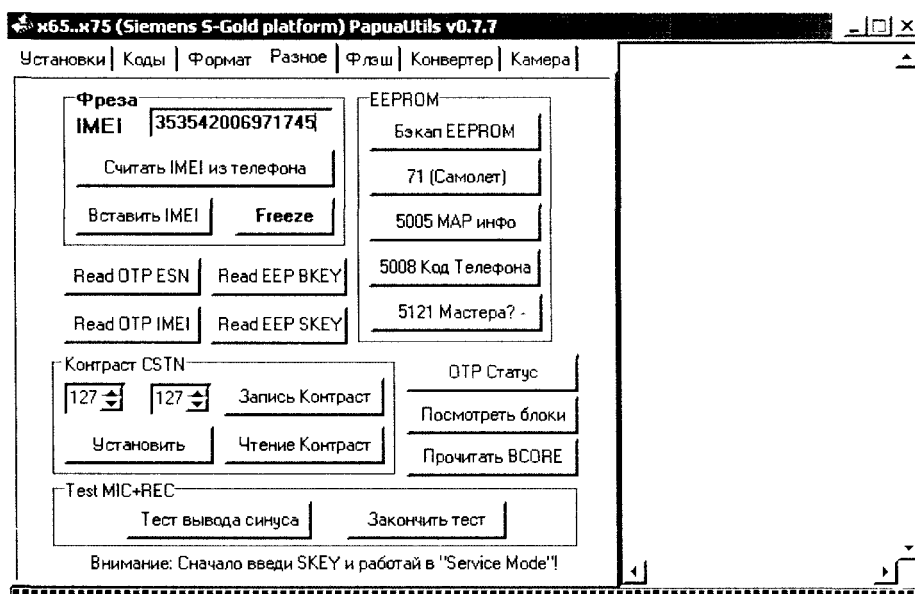 x65..x75 (Siemens S-Gold platform) PapuaUtils v0.7.7
Установки Коды Формат Разное Флэш Конвертер Камера
Фреза
IMEI 353542006971745
Считать IMEI из телефона
Вставить IMEI Freeze
Read OTP ESN Read EEP BKEY
Read OTP IMEI Read EEP SKEY
EEPROM
Бэкап EEPROM
71 (Самолет)
5005 MAP инфо
5008 Код Телефона
5121 Мастера? -
Контраст CSTN
127 127 Запись Контраст
Установить Чтение Контраст
OTP Статус
Посмотреть блоки
Прочитать BCORE
Test MIC+REC
Тест вывода синуса Закончить тест
Внимание: Сначало введи SKEY и работай в "Service Mode"!